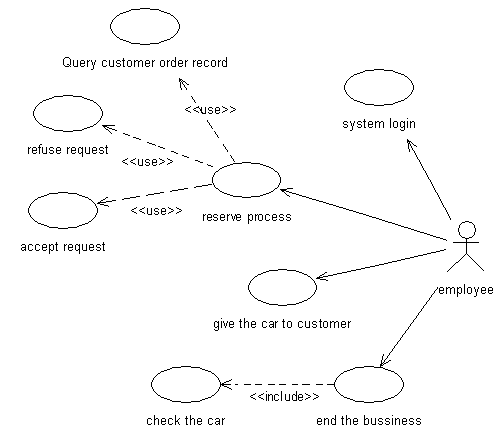 Query customer order record
<<use>>
system login
refuse request
<<use>>
<<use>>
reserve process
accept request
employee
give the car to customer
<<include>>
check the car
end the bussiness